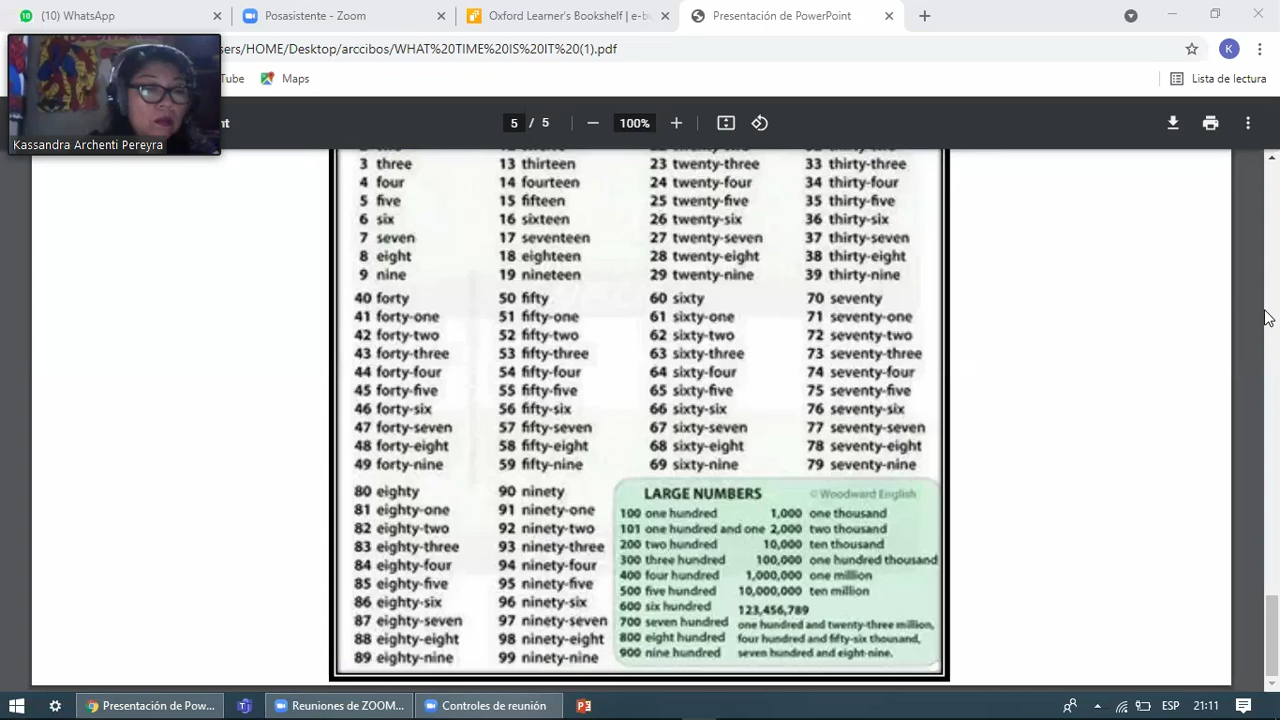 (10) WhatsApp
Posasistente - Zoom
Oxford Learner's Bookshelf | e-b
Presentación de PowerPoint
sers/HOME/Desktop/arccibos/WHAT%20TIME%20IS%20IT%20(1).pdf
K
Tube
Maps
Lista de lectura
Kassandra Archenti Pereyra
5 / 5
100%
3 three 13 thirteen 23 twenty-three 33 thirty-three
4 four 14 fourteen 24 twenty-four 34 thirty-four
5 five 15 fifteen 25 twenty-five 35 thirty-five
6 six 16 sixteen 26 twenty-six 36 thirty-six
7 seven 17 seventeen 27 twenty-seven 37 thirty-seven
8 eight 18 eighteen 28 twenty-eight 38 thirty-eight
9 nine 19 nineteen 29 twenty-nine 39 thirty-nine
40 forty 50 fifty 60 sixty 70 seventy
41 forty-one 51 fifty-one 61 sixty-one 71 seventy-one
42 forty-two 52 fifty-two 62 sixty-two 72 seventy-two
43 forty-three 53 fifty-three 63 sixty-three 73 seventy-three
44 forty-four 54 fifty-four 64 sixty-four 74 seventy-four
45 forty-five 55 fifty-five 65 sixty-five 75 seventy-five
46 forty-six 56 fifty-six 66 sixty-six 76 seventy-six
47 forty-seven 57 fifty-seven 67 sixty-seven 77 seventy-seven
48 forty-eight 58 fifty-eight 68 sixty-eight 78 seventy-eight
49 forty-nine 59 fifty-nine 69 sixty-nine 79 seventy-nine
80 eighty 90 ninety
81 eighty-one 91 ninety-one
82 eighty-two 92 ninety-two
83 eighty-three 93 ninety-three
84 eighty-four 94 ninety-four
85 eighty-five 95 ninety-five
86 eighty-six 96 ninety-six
87 eighty-seven 97 ninety-seven
88 eighty-eight 98 ninety-eight
89 eighty-nine 99 ninety-nine
LARGE NUMBERS © Woodward English
100 one hundred 1,000 one thousand
101 one hundred and one 2,000 two thousand
200 two hundred 10,000 ten thousand
300 three hundred 100,000 one hundred thousand
400 four hundred 1,000,000 one million
500 five hundred 10,000,000 ten million
600 six hundred 123,456,789
700 seven hundred one hundred and twenty-three million,
800 eight hundred four hundred and fifty-six thousand,
900 nine hundred seven hundred and eight-nine.
Presentación de Pow...
Reuniones de ZOOM...
Controles de reunión
ESP
21:11